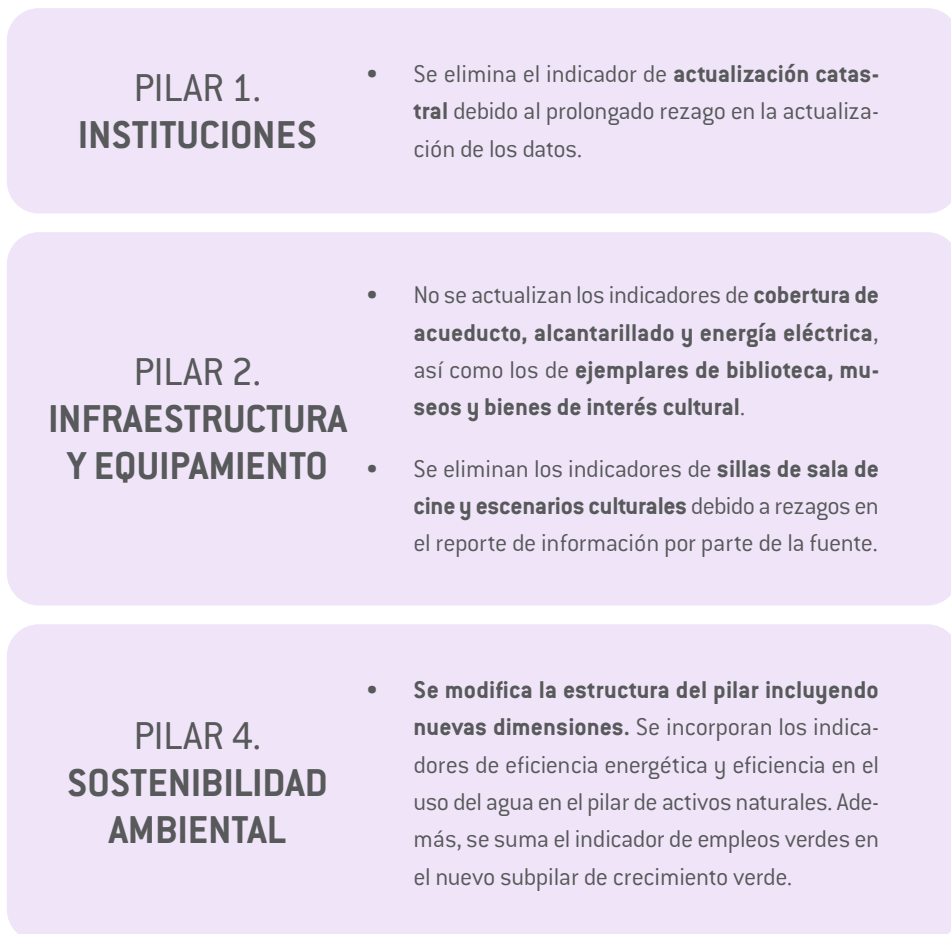 PILAR 1.
INSTITUCIONES
• Se elimina el indicador de actualización catas-
tral debido al prolongado rezago en la actualiza-
ción de los datos.
PILAR 2.
INFRAESTRUCTURA
Y EQUIPAMIENTO
• No se actualizan los indicadores de cobertura de
acueducto, alcantarillado y energía eléctrica,
así como los de ejemplares de biblioteca, mu-
seos y bienes de interés cultural.
• Se eliminan los indicadores de sillas de sala de
cine y escenarios culturales debido a rezagos en
el reporte de información por parte de la fuente.
PILAR 4.
SOSTENIBILIDAD
AMBIENTAL
• Se modifica la estructura del pilar incluyendo
nuevas dimensiones. Se incorporan los indica-
dores de eficiencia energética y eficiencia en el
uso del agua en el pilar de activos naturales. Ade-
más, se suma el indicador de empleos verdes en
el nuevo subpilar de crecimiento verde.